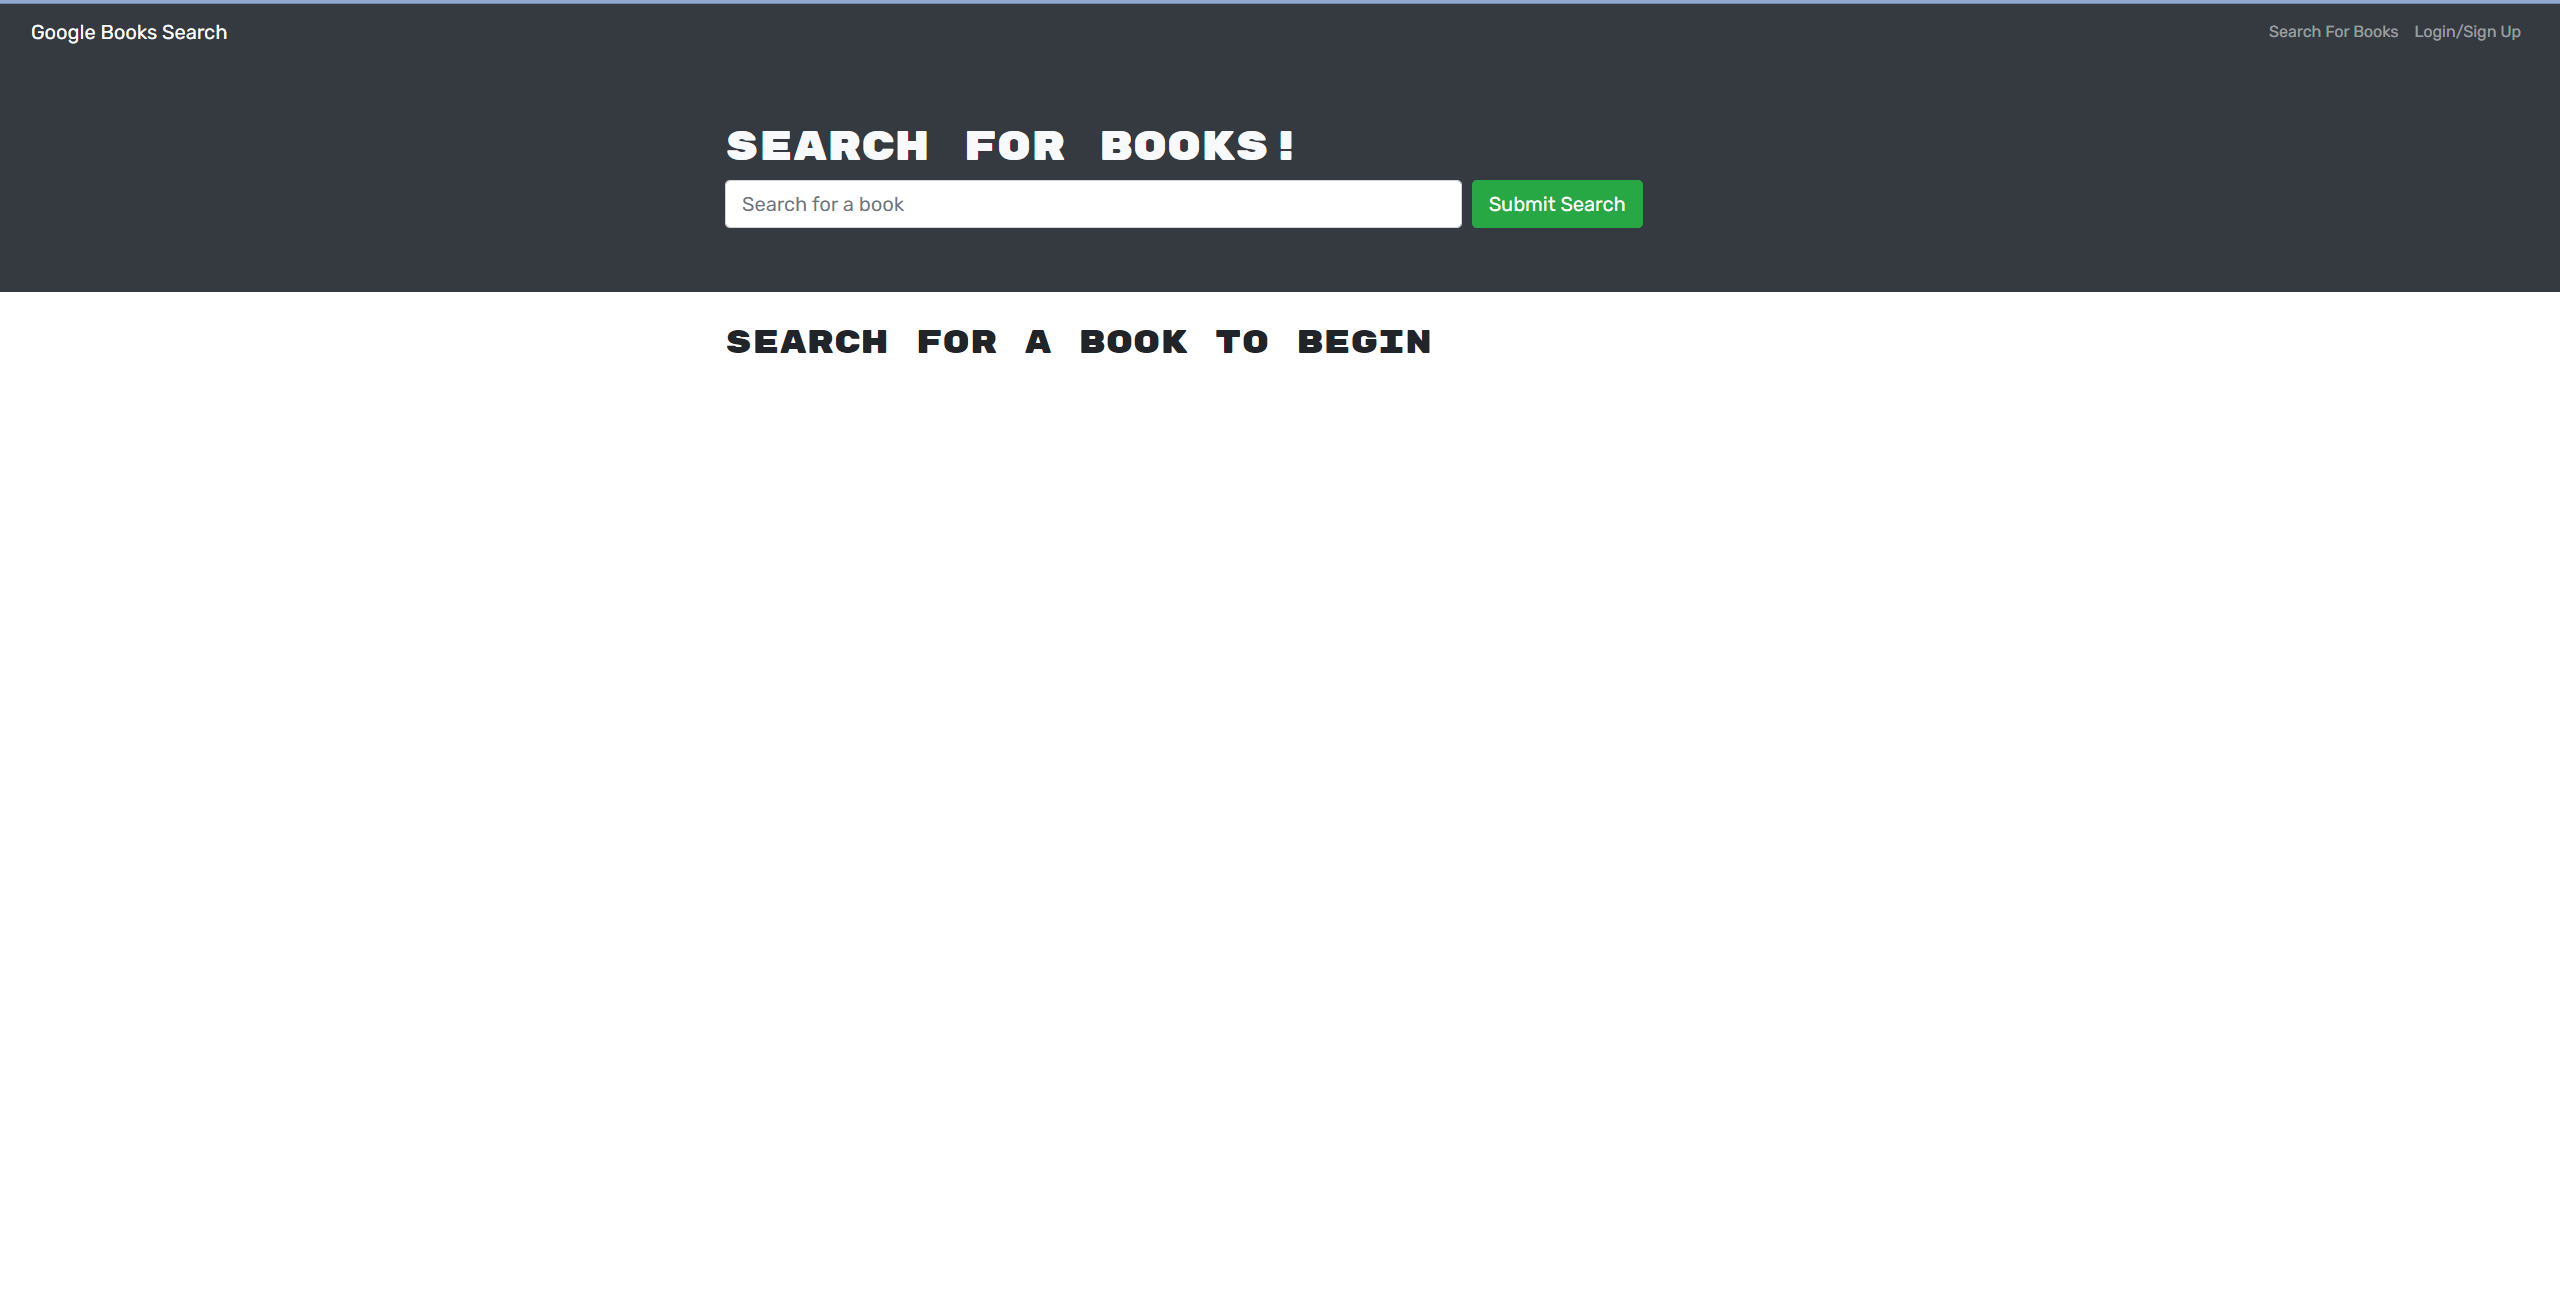 Google Books Search
Search For Books
Login/Sign Up
SEARCH FOR BOOKS!
Search for a book
Submit Search
SEARCH FOR A BOOK TO BEGIN